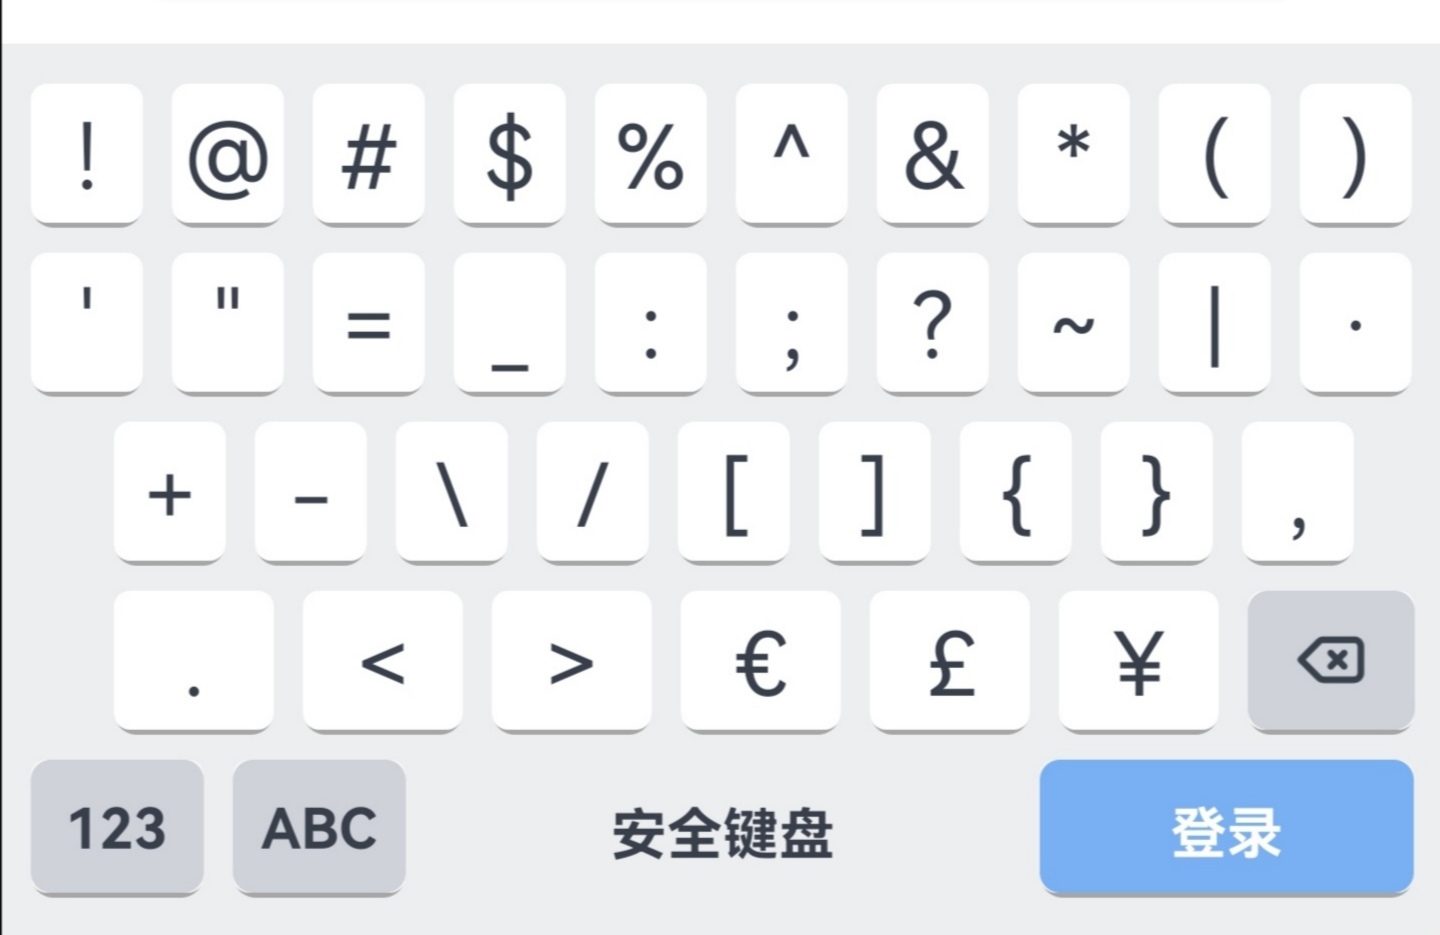 ! @ # $ % ^ & * ( )
' " = _ : ; ? ~ | ·
+ - \ / [ ] { } ,
. < > € £ ¥
123 ABC 安全键盘 登录